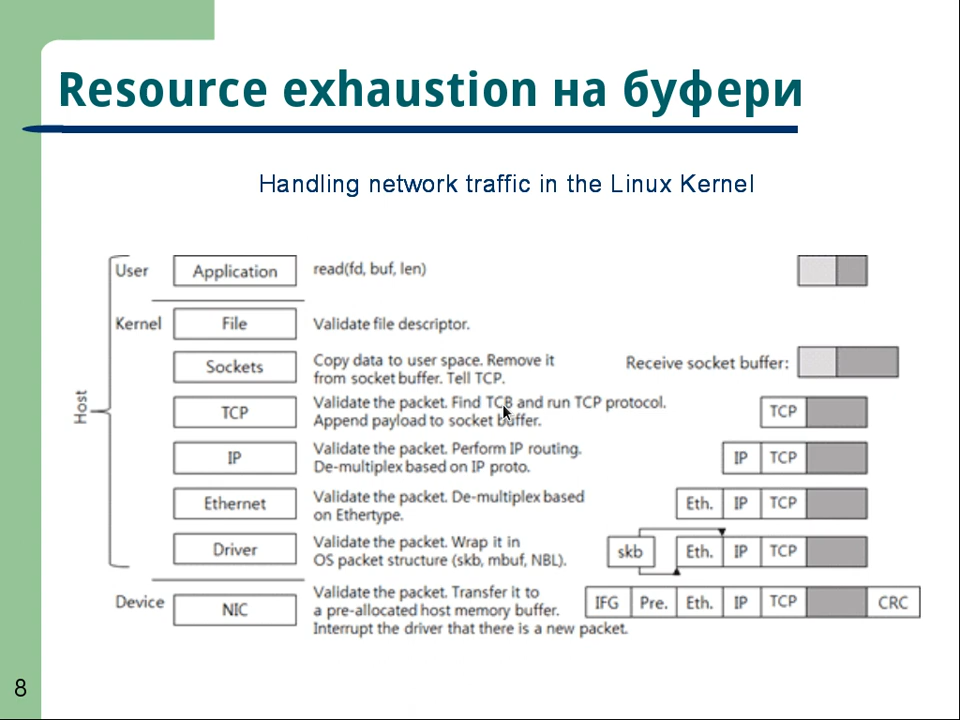 Resource exhaustion на буфери
Handling network traffic in the Linux Kernel
User
Application
read(fd, buf, len)
Kernel
File
Validate file descriptor.
Sockets
Copy data to user space. Remove it
from socket buffer. Tell TCP.
Receive socket buffer:
Host
TCP
Validate the packet. Find TCB and run TCP protocol.
Append payload to socket buffer.
TCP
IP
Validate the packet. Perform IP routing.
De-multiplex based on IP proto.
IP TCP
Ethernet
Validate the packet. De-multiplex based
on Ethertype.
Eth. IP TCP
Driver
Validate the packet. Wrap it in
OS packet structure (skb, mbuf, NBL).
skb Eth. IP TCP
Device
NIC
Validate the packet. Transfer it to
a pre-allocated host memory buffer.
Interrupt the driver that there is a new packet.
IFG Pre. Eth. IP TCP CRC
8